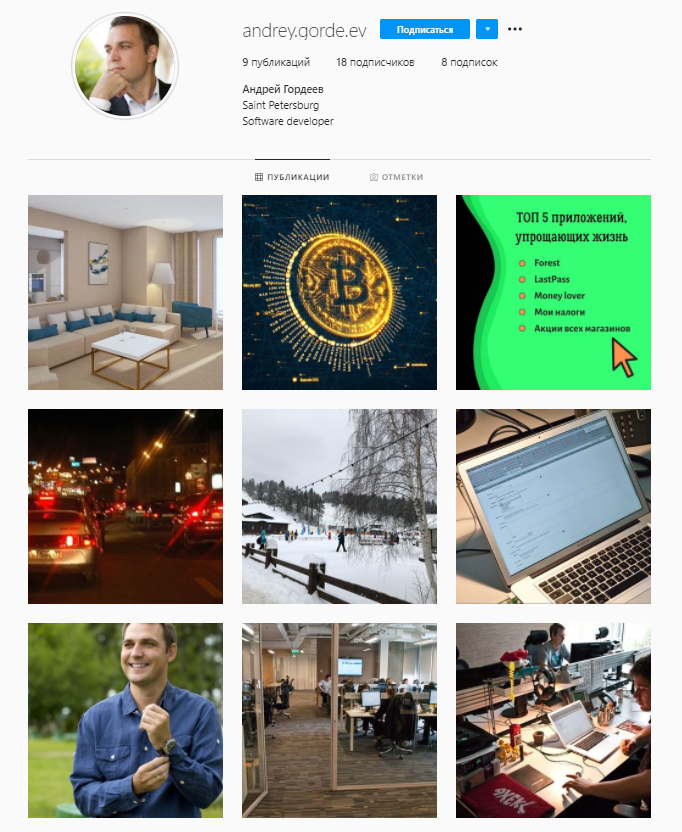 andrey.gorde.ev
Подписаться
9 публикаций 18 подписчиков 8 подписок
Андрей Гордеев
Saint Petersburg
Software developer
ПУБЛИКАЦИИ ОТМЕТКИ
ТОП 5 приложений,
упрощающих жизнь
Forest
LastPass
Money lover
Мои налоги
Акции всех магазинов